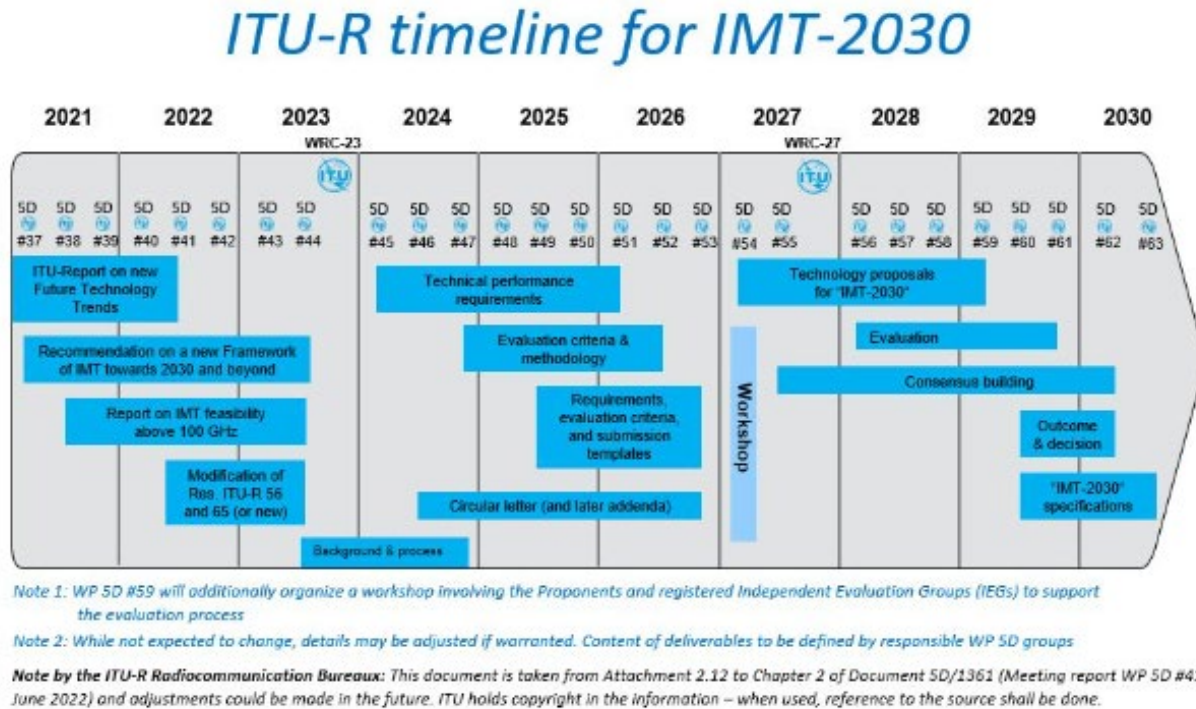 ITU-R timeline for IMT-2030
2021 2022 2023 2024 2025 2026 2027 2028 2029 2030
WRC-23 WRC-27
ITU ITU
5D 5D 5D 5D 5D 5D 5D 5D 5D 5D 5D 5D 5D 5D 5D 5D 5D 5D 5D 5D 5D 5D 5D 5D 5D 5D 5D
#37 #38 #39 #40 #41 #42 #43 #44 #45 #46 #47 #48 #49 #50 #51 #52 #53 #54 #55 #56 #57 #58 #59 #60 #61 #62 #63
ITU-Report on new
Future Technology
Trends
Recommendation on a new Framework
of IMT towards 2030 and beyond
Report on IMT feasibility
above 100 GHz
Modification of
Res. ITU-R 56
and 65 (or new)
Background & process
Technical performance
requirements
Evaluation criteria &
methodology
Requirements,
evaluation criteria,
and submission
templates
Circular letter (and later addenda)
Workshop
Technology proposals
for "IMT-2030"
Evaluation
Consensus building
Outcome
& decision
"IMT-2030"
specifications
Note 1: WP 5D #59 will additionally organize a workshop involving the Proponents and registered Independent Evaluation Groups (IEGs) to support
the evaluation process
Note 2: While not expected to change, details may be adjusted if warranted. Content of deliverables to be defined by responsible WP 5D groups
Note by the ITU-R Radiocommunication Bureaux: This document is taken from Attachment 2.12 to Chapter 2 of Document 5D/1361 (Meeting report WP 5D
June 2022) and adjustments could be made in the future. ITU holds copyright in the information – when used, reference to the source shall be done.